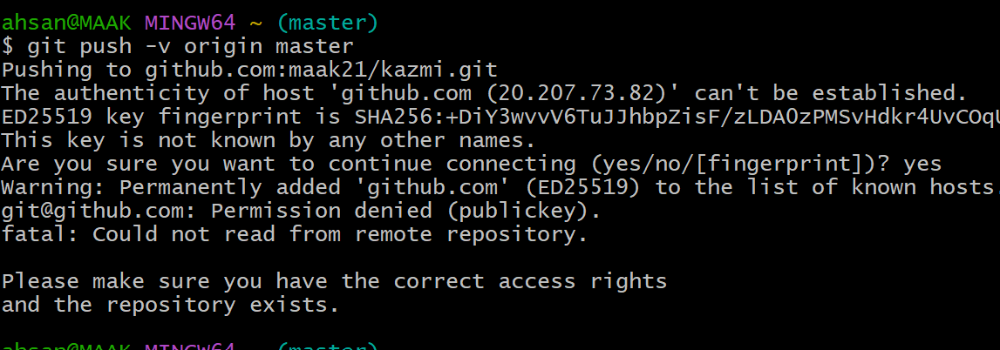 ahsan@MAAK MINGW64 ~ (master)
$ git push -v origin master
Pushing to github.com:maak21/kazmi.git
The authenticity of host 'github.com (20.207.73.82)' can't be established.
ED25519 key fingerprint is SHA256:+DiY3wvvV6TuJJhbpZisF/zLDA0zPMSvHdkr4UvCOqU
This key is not known by any other names.
Are you sure you want to continue connecting (yes/no/[fingerprint])? yes
Warning: Permanently added 'github.com' (ED25519) to the list of known hosts.
git@github.com: Permission denied (publickey).
fatal: Could not read from remote repository.
Please make sure you have the correct access rights
and the repository exists.
ahsan@MAAK MINGW64 ~ (master)